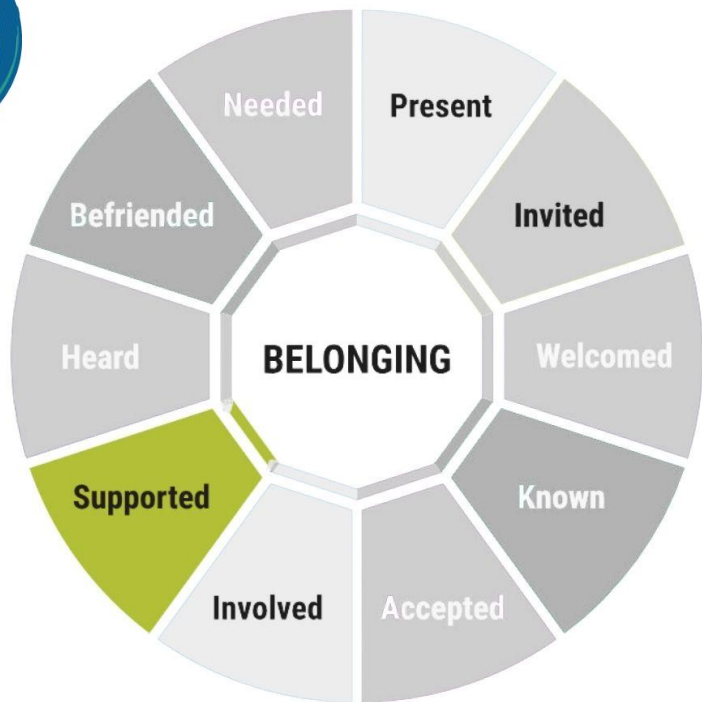 Needed
Present
Befriended
Invited
Heard
BELONGING
Welcomed
Supported
Known
Involved
Accepted